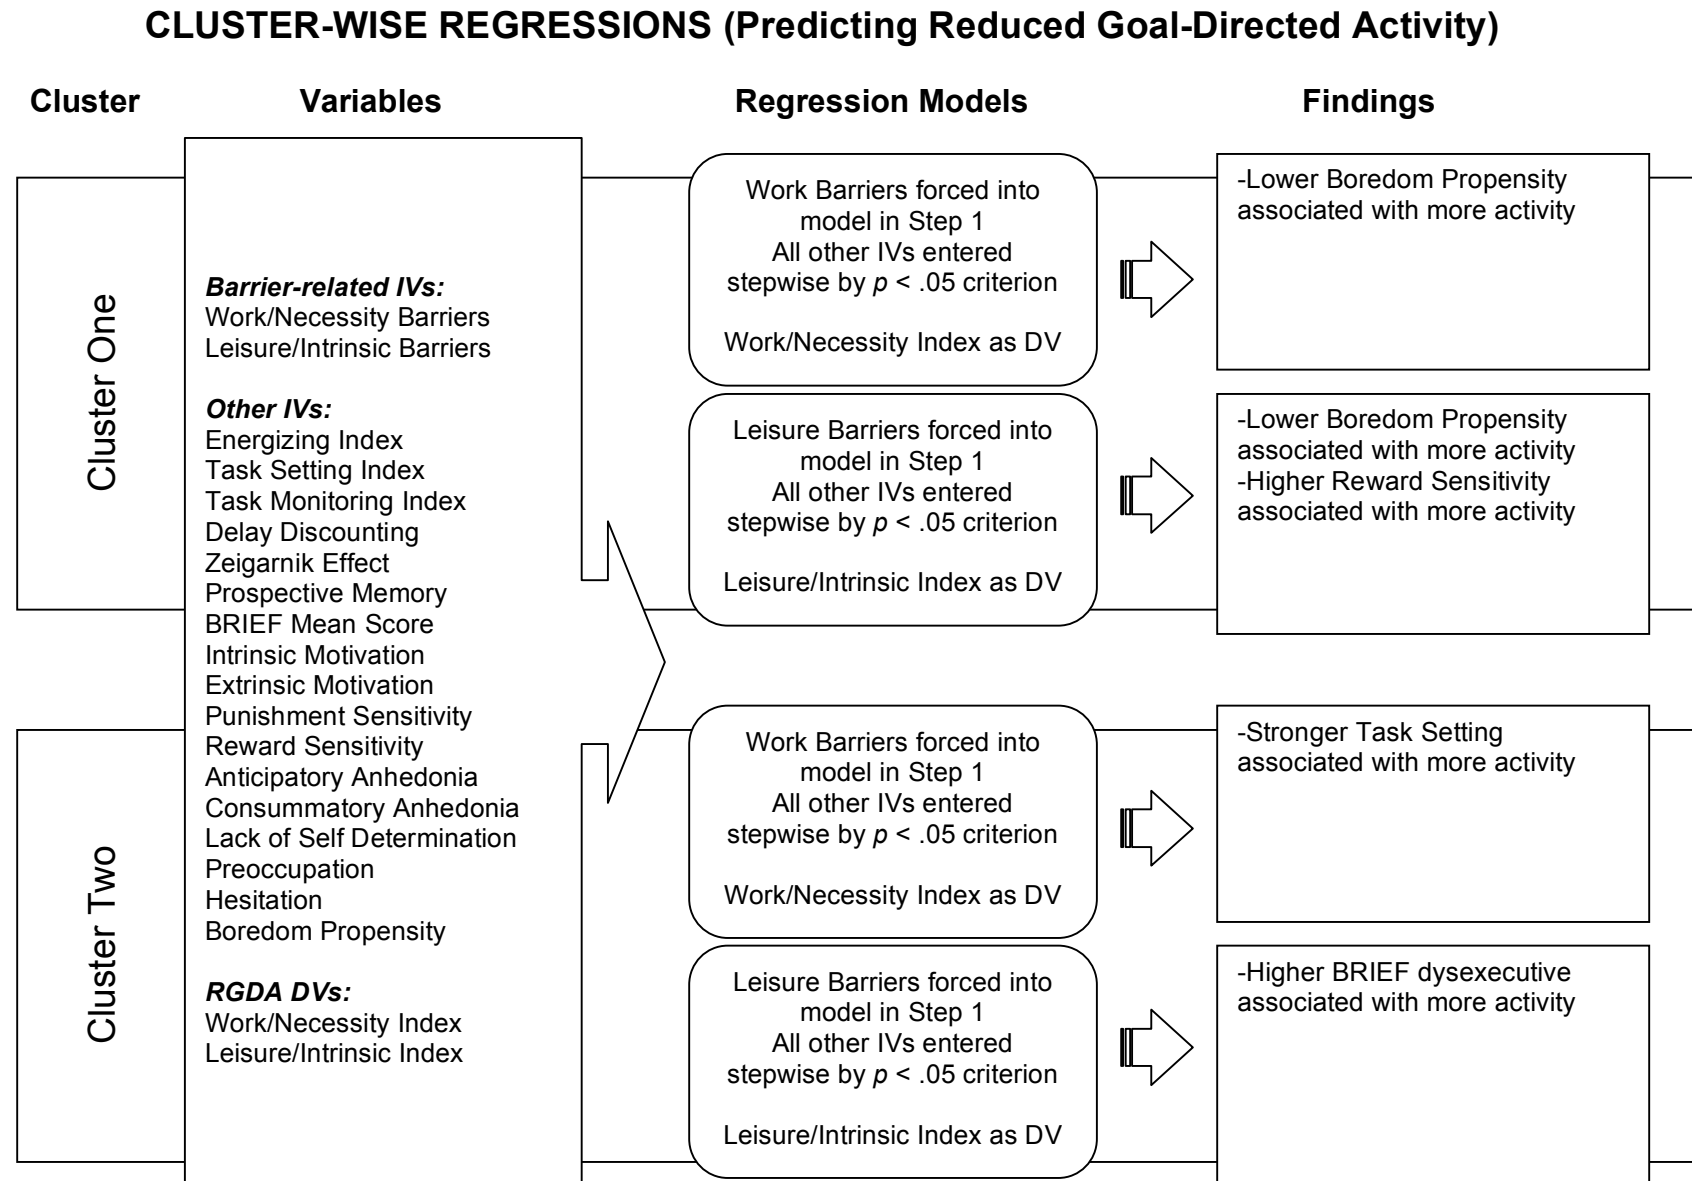 CLUSTER-WISE REGRESSIONS (Predicting Reduced Goal-Directed Activity)
Cluster
Variables
Regression Models
Findings
Cluster One
Cluster Two
Barrier-related IVs:
Work/Necessity Barriers
Leisure/Intrinsic Barriers
Other IVs:
Energizing Index
Task Setting Index
Task Monitoring Index
Delay Discounting
Zeigarnik Effect
Prospective Memory
BRIEF Mean Score
Intrinsic Motivation
Extrinsic Motivation
Punishment Sensitivity
Reward Sensitivity
Anticipatory Anhedonia
Consummatory Anhedonia
Lack of Self Determination
Preoccupation
Hesitation
Boredom Propensity
RGDA DVs:
Work/Necessity Index
Leisure/Intrinsic Index
Work Barriers forced into
model in Step 1
All other IVs entered
stepwise by p < .05 criterion
Work/Necessity Index as DV
-Lower Boredom Propensity
associated with more activity
Leisure Barriers forced into
model in Step 1
All other IVs entered
stepwise by p < .05 criterion
Leisure/Intrinsic Index as DV
-Lower Boredom Propensity
associated with more activity
-Higher Reward Sensitivity
associated with more activity
Work Barriers forced into
model in Step 1
All other IVs entered
stepwise by p < .05 criterion
Work/Necessity Index as DV
-Stronger Task Setting
associated with more activity
Leisure Barriers forced into
model in Step 1
All other IVs entered
stepwise by p < .05 criterion
Leisure/Intrinsic Index as DV
-Higher BRIEF dysexecutive
associated with more activity